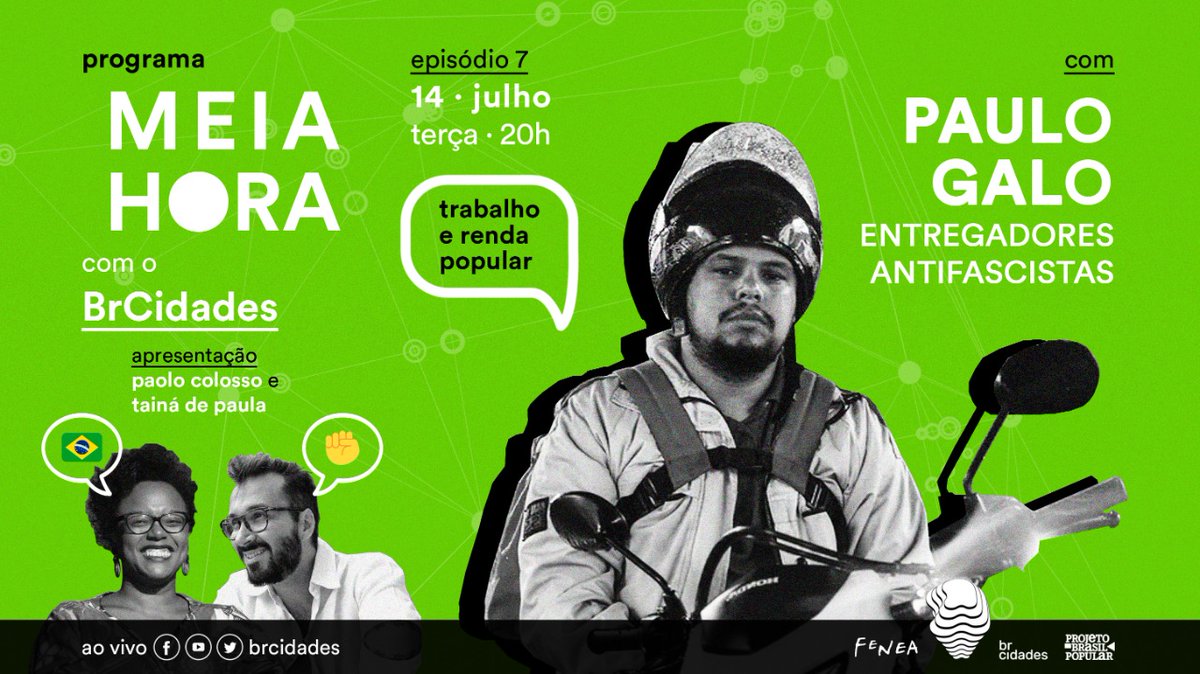 programa
MEIA
HORA
com o
BrCidades
apresentação
paolo colosso e
tainá de paula
episódio 7
14 · julho
terça · 20h
trabalho
e renda
popular
com
PAULO
GALO
ENTREGADORES
ANTIFASCISTAS
HONDA
ao vivo brcidades
FENEA
br
cidades
PROJETO
BRASIL
POPULAR